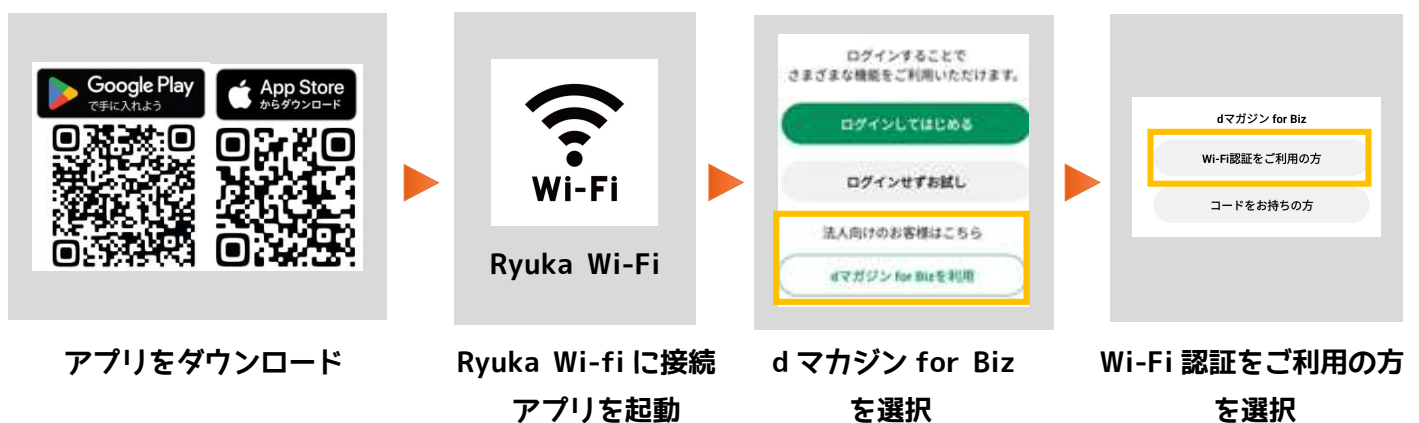 Google Play
で手に入れよう
App Store
からダウンロード
アプリをダウンロード
Wi-Fi
Ryuka Wi-Fi
Ryuka Wi-fiに接続
アプリを起動
ログインすることで
さまざまな機能をご利用いただけます。
ログインしてはじめる
ログインせずお試し
法人向けのお客様はこちら
dマガジン for Bizを利用
dマカジン for Biz
を選択
dマガジン for Biz
Wi-Fi認証をご利用の方
コードをお持ちの方
Wi-Fi 認証をご利用の方
を選択